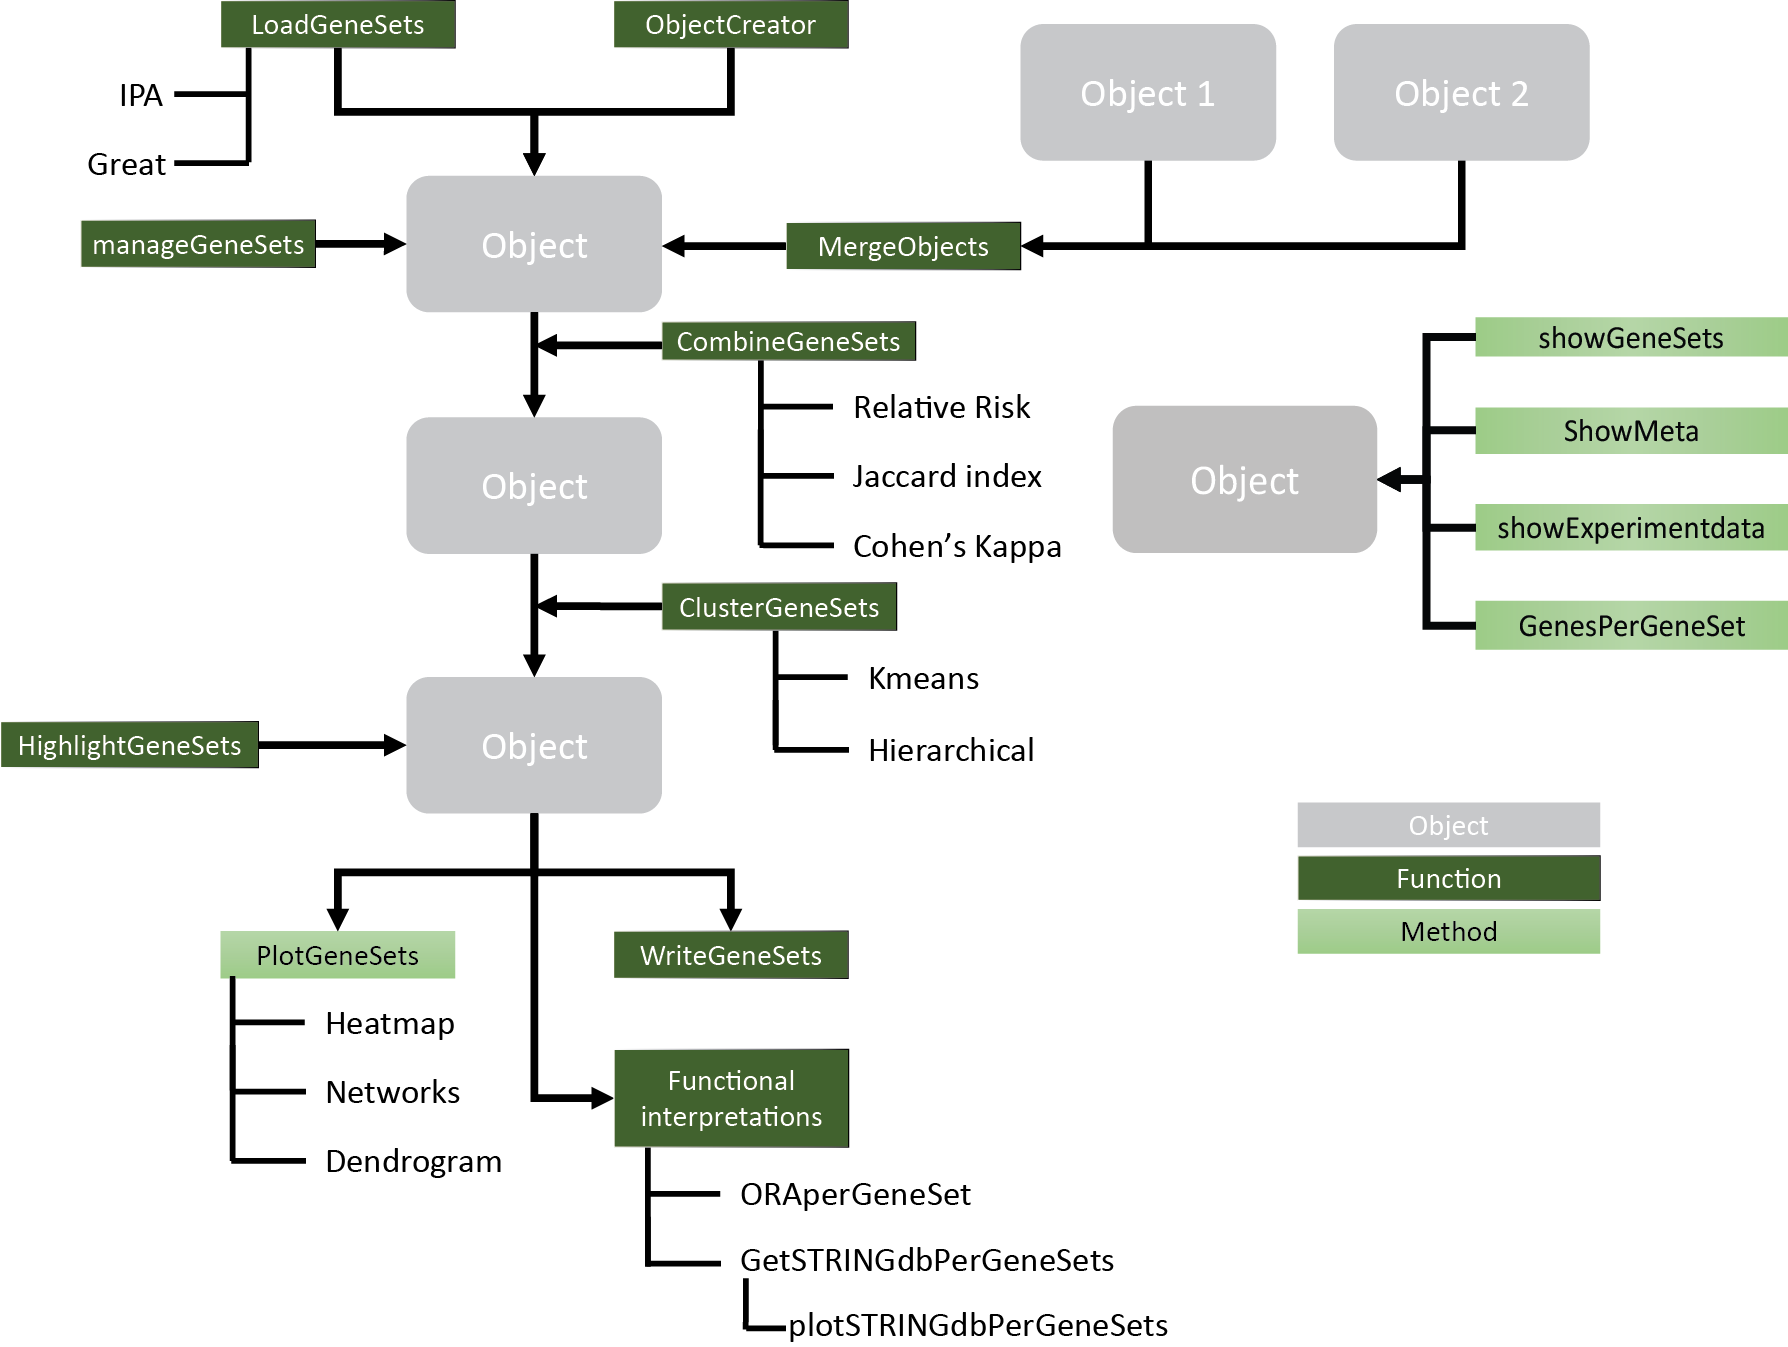 LoadGeneSets
ObjectCreator
IPA
Great
Object 1
Object 2
manageGeneSets
Object
MergeObjects
CombineGeneSets
Relative Risk
Jaccard index
Cohen’s Kappa
showGeneSets
ShowMeta
Object
showExperimentdata
GenesPerGeneSet
Object
ClusterGeneSets
Kmeans
Hierarchical
HighlightGeneSets
Object
Object
Function
Method
PlotGeneSets
Heatmap
Networks
Dendrogram
WriteGeneSets
Functional
interpretations
ORAperGeneSet
GetSTRINGdbPerGeneSets
plotSTRINGdbPerGeneSets